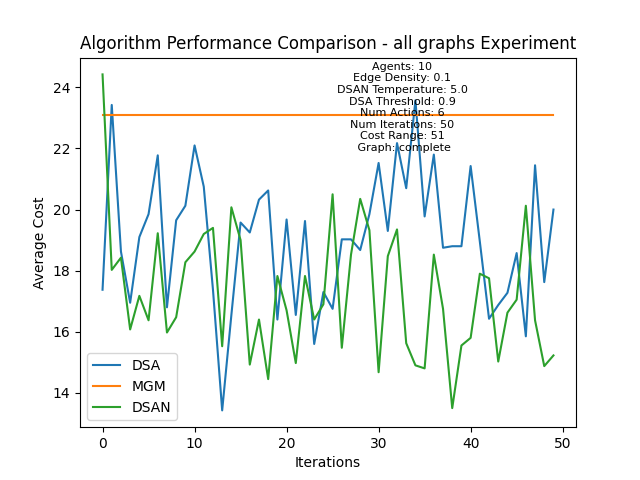 Algorithm Performance Comparison - all graphs Experiment
Agents: 10
Edge Density: 0.1
DSAN Temperature: 5.0
DSA Threshold: 0.9
Num Actions: 6
Num Iterations: 50
Cost Range: 51
Graph: complete
Average Cost
24
22
20
18
16
14
DSA
MGM
DSAN
0
10
20
30
40
50
Iterations